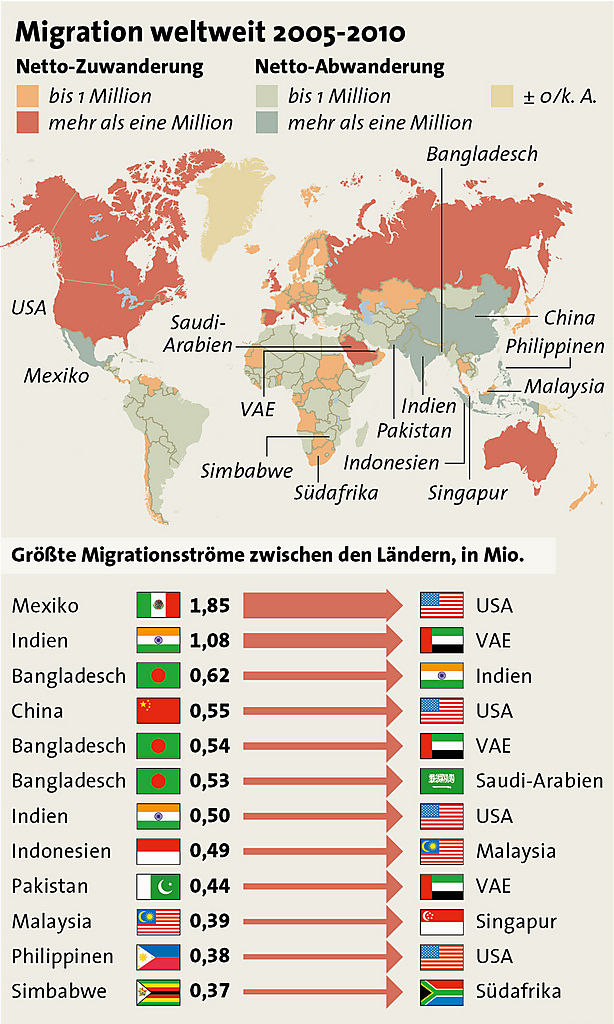 Migration weltweit 2005-2010
Netto-Zuwanderung
bis 1 Million
mehr als eine Million
Netto-Abwanderung
bis 1 Million
mehr als eine Million
± 0/k. A.
Bangladesch
USA
Saudi-
Arabien
China
Philippinen
Mexiko
Malaysia
VAE
Indien
Pakistan
Simbabwe
Indonesien
Südafrika
Singapur
Größte Migrationsströme zwischen den Ländern, in Mio.
Mexiko 1,85 USA
Indien 1,08 VAE
Bangladesch 0,62 Indien
China 0,55 USA
Bangladesch 0,54 VAE
Bangladesch 0,53 Saudi-Arabien
Indien 0,50 USA
Indonesien 0,49 Malaysia
Pakistan 0,44 VAE
Malaysia 0,39 Singapur
Philippinen 0,38 USA
Simbabwe 0,37 Südafrika